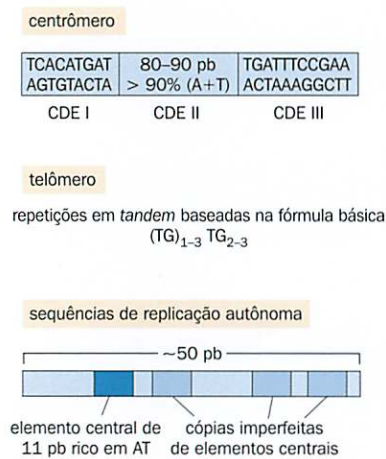 centrômero
TCACATGAT 80–90 pb TGATTTCCGAA
AGTGTACTA > 90% (A+T) ACTAAAGGCTT
CDE I CDE II CDE III
telômero
repetições em tandem baseadas na fórmula básica
(TG)₁₋₃ TG₂₋₃
sequências de replicação autônoma
~50 pb
elemento central de cópias imperfeitas
11 pb rico em AT de elementos centrais